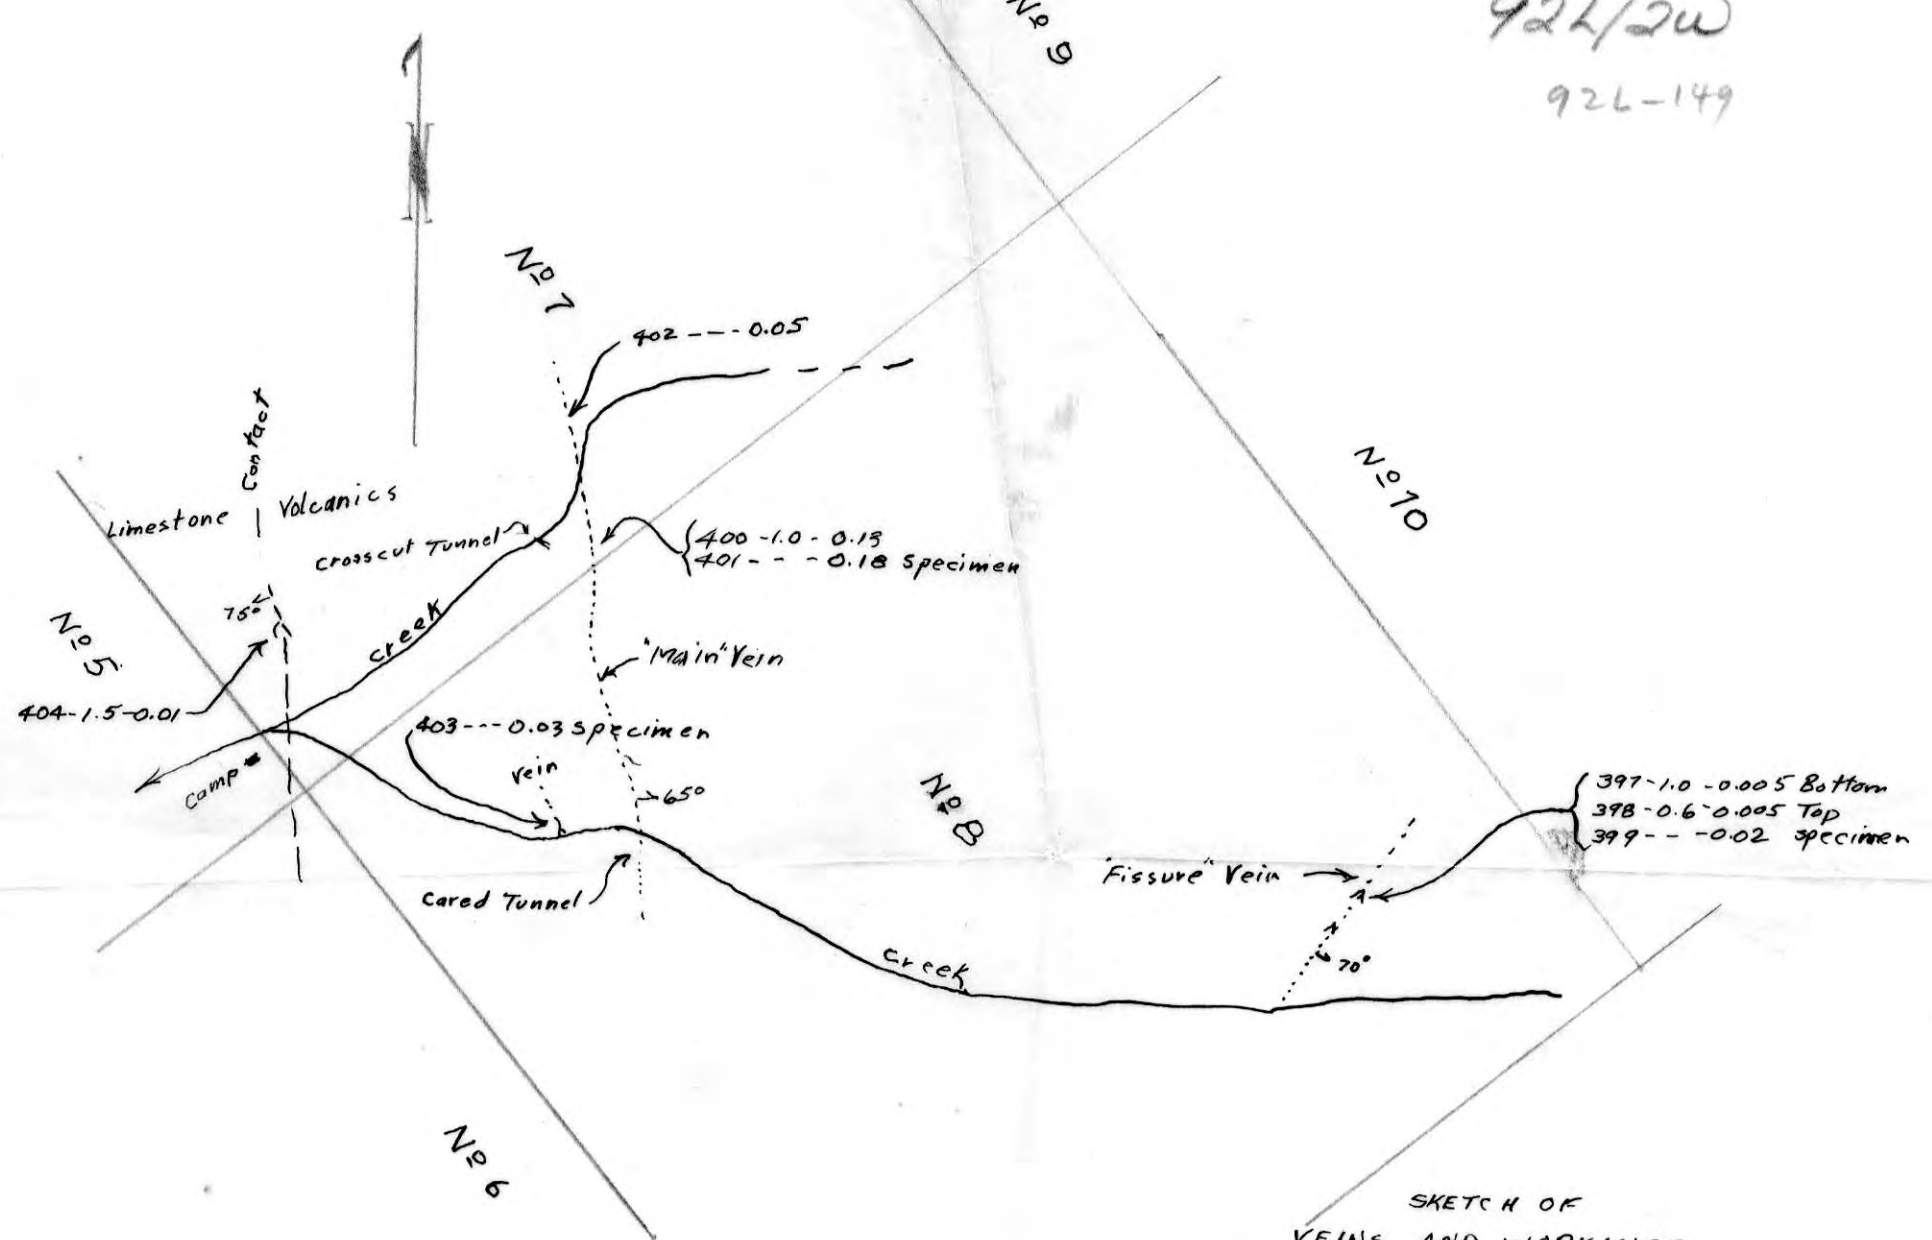 No 9
92L/2W
92L-149
N
No 7
402 - - - 0.05
Contact
Limestone | Volcanics
Crosscut Tunnel
400 -1.0 - 0.13
401 - - - 0.18 Specimen
No 10
75°
No 5
creek
"Main" Vein
404-1.5-0.01
403 - - - 0.03 Specimen
vein
Camp
65°
No 8
397-1.0 -0.005 Bottom
398-0.6-0.005 Top
399 - - -0.02 specimen
"Fissure" Vein
Caved Tunnel
Creek
70°
No 6
SKETCH OF
VEINS AND WORKINGS